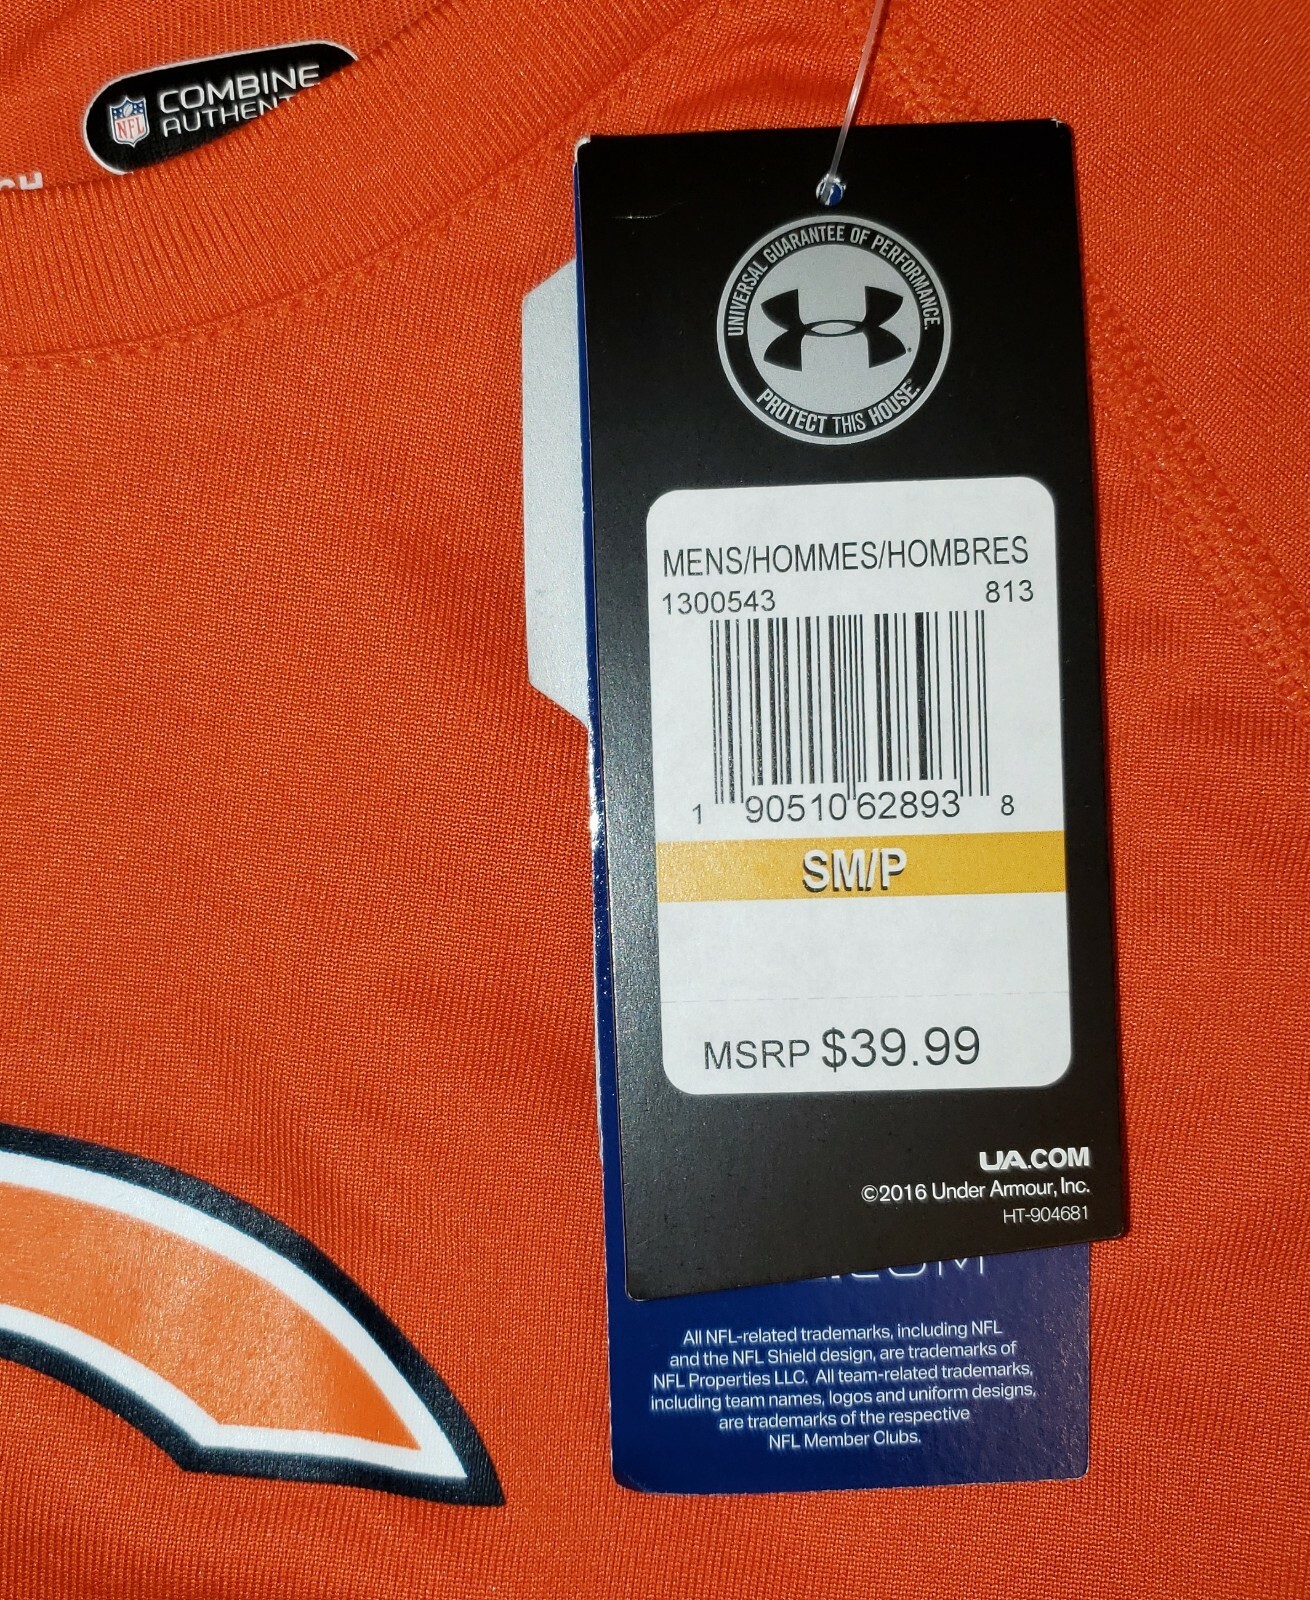 NFL
COMBINE
UNIVERSAL GUARANTEE OF PERFORMANCE.
PROTECT THIS HOUSE.®
MENS/HOMMES/HOMBRES
1300543 813
1 90510 62893 8
SM/P
MSRP $39.99
UA.COM
©2016 Under Armour, Inc.
HT-904681
All NFL-related trademarks, including NFL
and the NFL Shield design, are trademarks of
NFL Properties LLC. All team-related trademarks,
including team names, logos and uniform designs,
are trademarks of the respective
NFL Member Clubs.